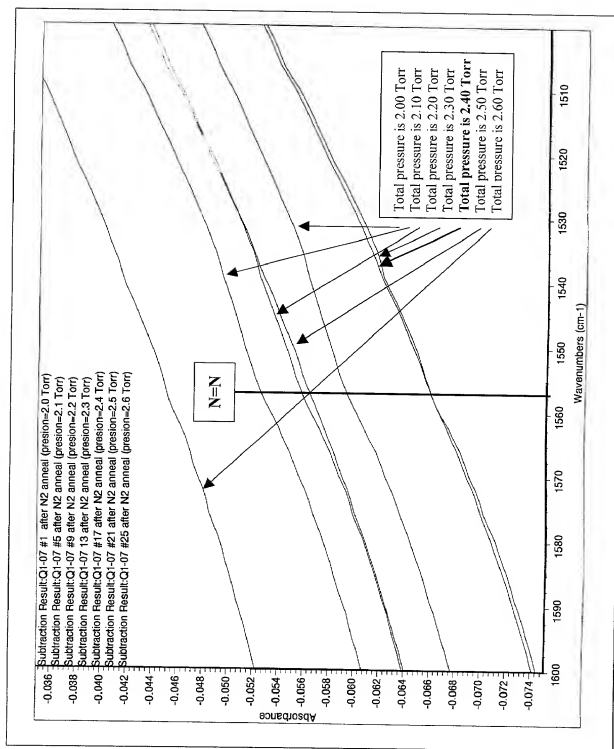 Subtraction Result:Q1-07 #1 after N2 anneal (presion=2.0 Torr)
Subtraction Result:Q1-07 #5 after N2 anneal (presion=2.1 Torr)
Subtraction Result:Q1-07 #9 after N2 anneal (presion=2.2 Torr)
Subtraction Result:Q1-07 13 after N2 anneal (presion=2.3 Torr)
Subtraction Result:Q1-07 #17 after N2 anneal (presion=2.4 Torr)
Subtraction Result:Q1-07 #21 after N2 anneal (presion=2.5 Torr)
Subtraction Result:Q1-07 #25 after N2 anneal (presion=2.6 Torr)
-0.036
-0.038
-0.040
-0.042
-0.044
-0.046
-0.048
-0.050
-0.052
-0.054
-0.056
-0.058
-0.060
-0.062
-0.064
-0.066
-0.068
-0.070
-0.072
-0.074
Absorbance
N=N
Total pressure is 2.00 Torr
Total pressure is 2.10 Torr
Total pressure is 2.20 Torr
Total pressure is 2.30 Torr
Total pressure is 2.40 Torr
Total pressure is 2.50 Torr
Total pressure is 2.60 Torr
1600 1590 1580 1570 1560 1550 1540 1530 1520 1510
Wavenumbers (cm-1)